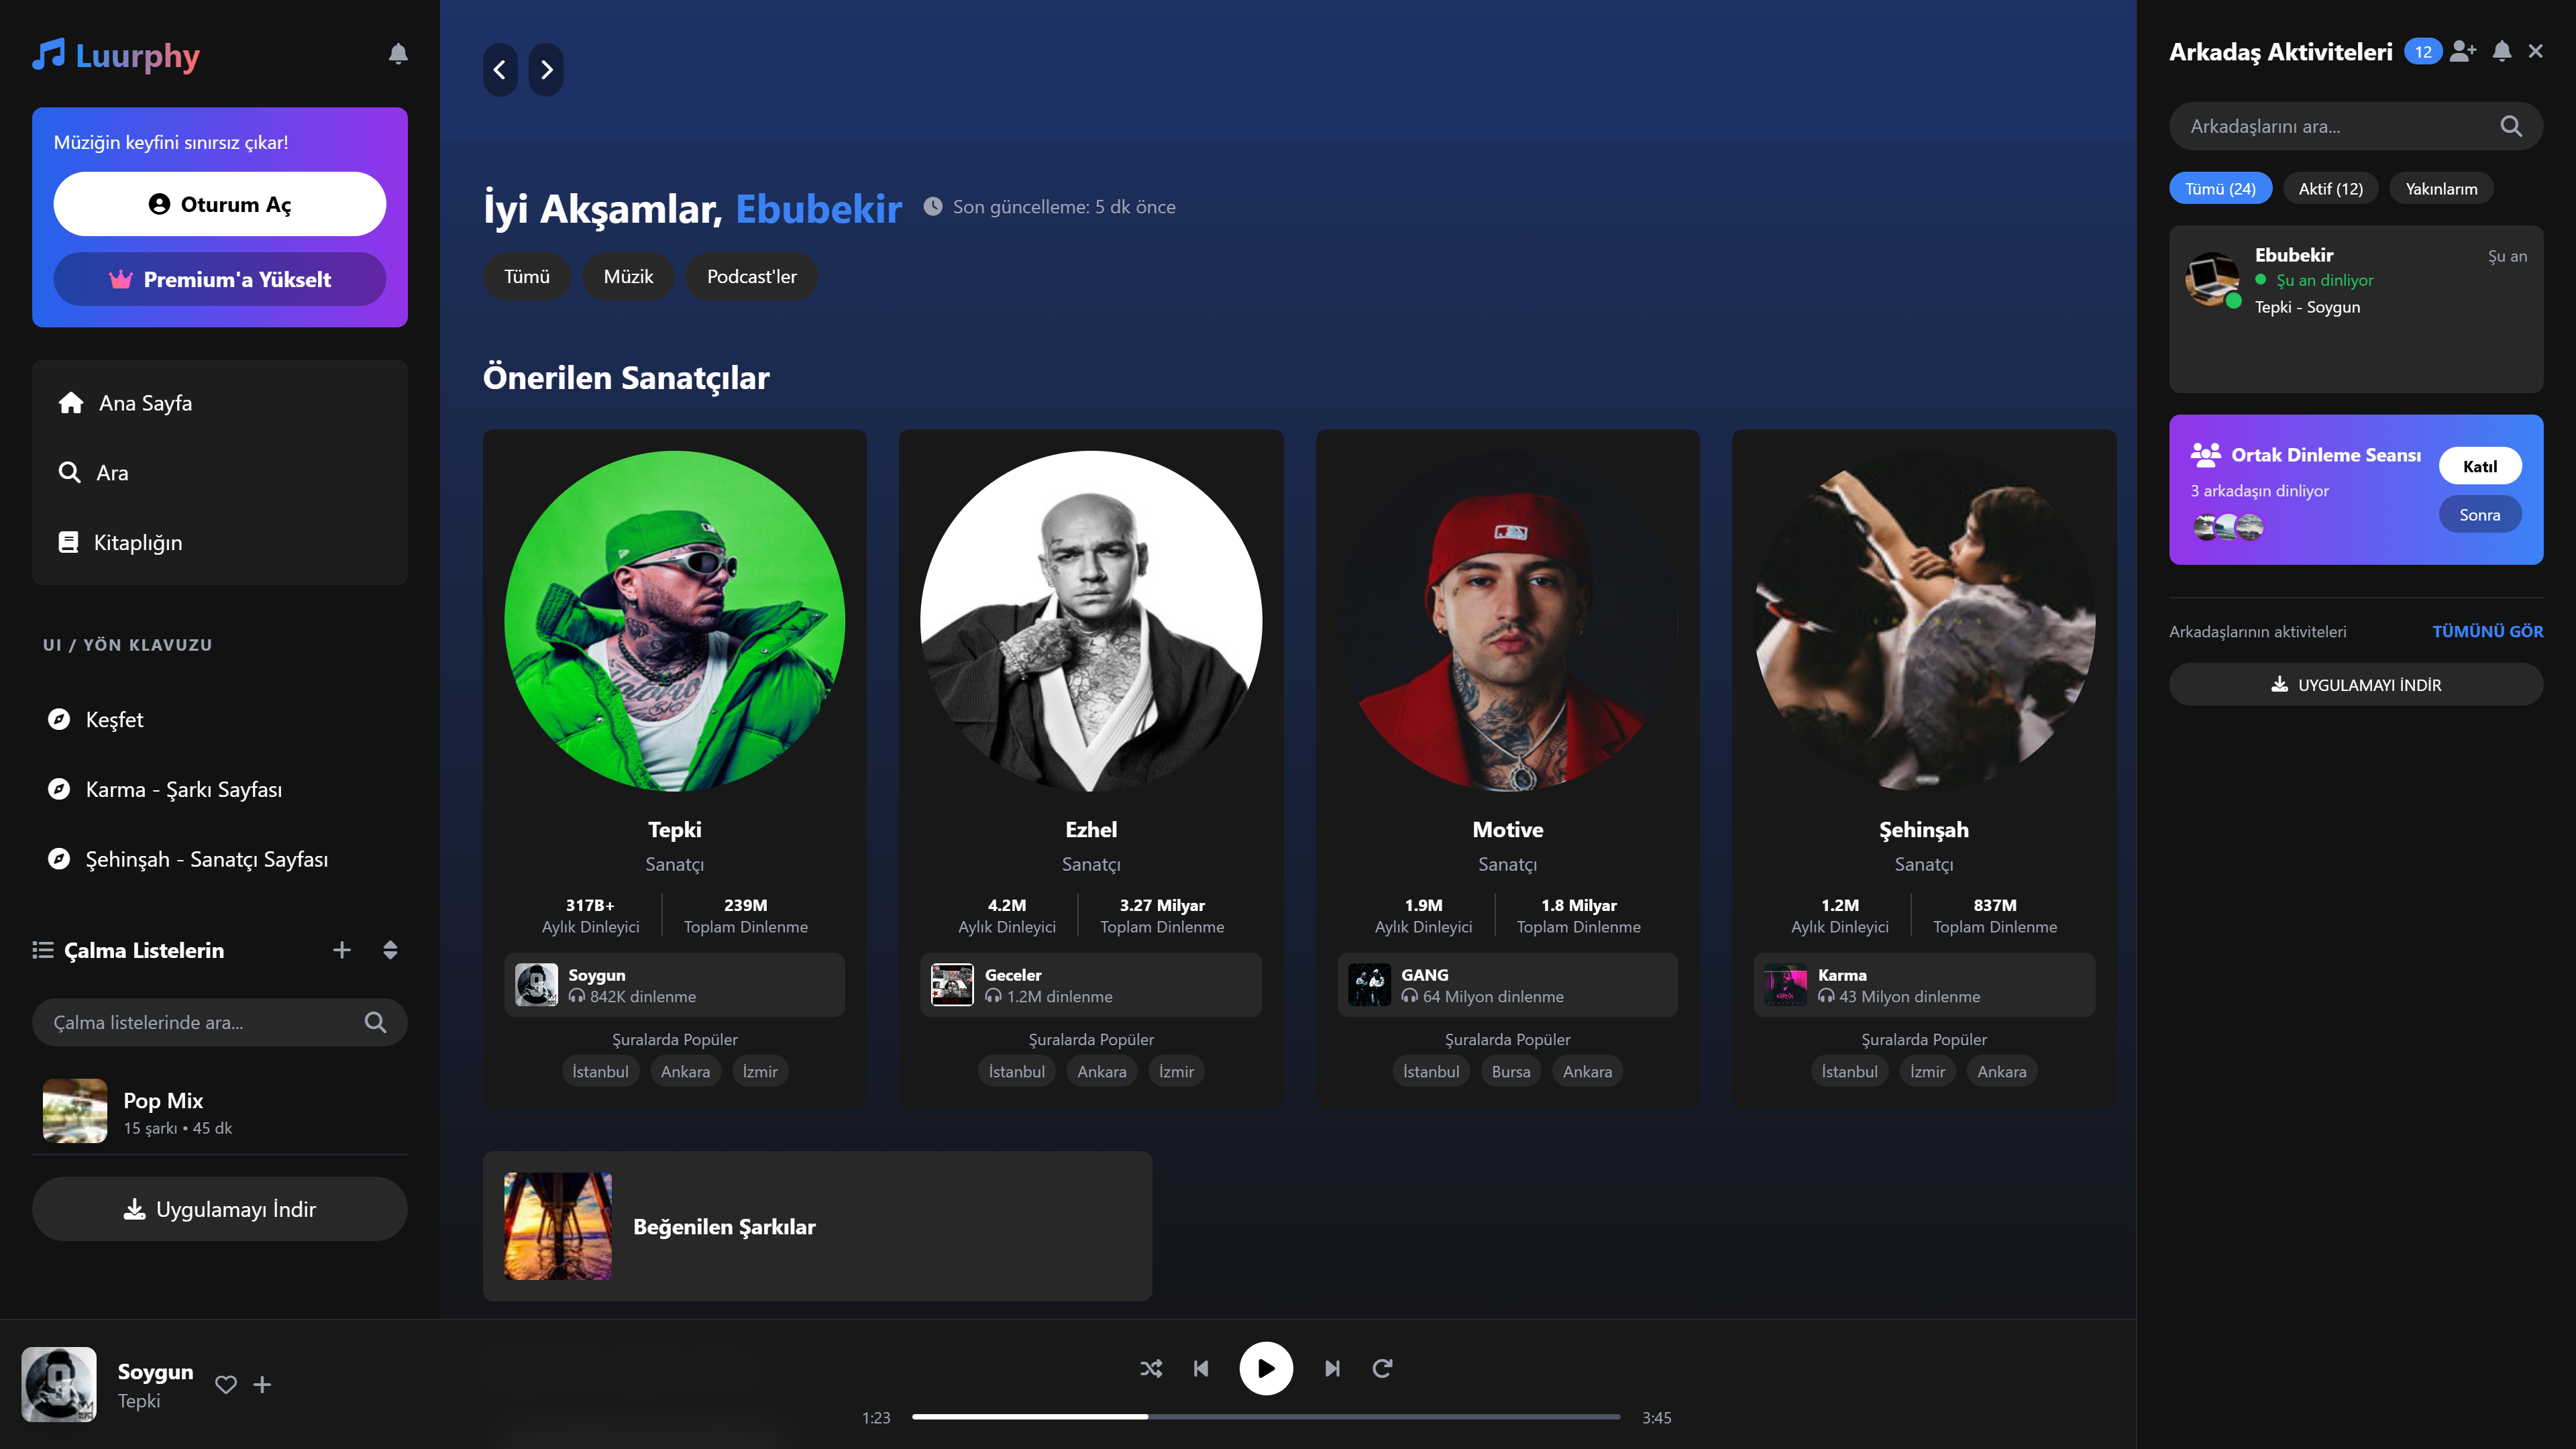 Luurphy
Müziğin keyfini sınırsız çıkar!
Oturum Aç
Premium'a Yükselt
Ana Sayfa
Ara
Kitaplığın
UI / YÖN KLAVUZU
Keşfet
Karma - Şarkı Sayfası
Şehinşah - Sanatçı Sayfası
Çalma Listelerin
Çalma listelerinde ara...
Pop Mix
15 şarkı • 45 dk
Uygulamayı İndir
İyi Akşamlar, Ebubekir
Son güncelleme: 5 dk önce
Tümü
Müzik
Podcast'ler
Önerilen Sanatçılar
Tepki
Sanatçı
317B+
Aylık Dinleyici
239M
Toplam Dinlenme
Soygun
842K dinlenme
Şuralarda Popüler
İstanbul
Ankara
İzmir
Ezhel
Sanatçı
4.2M
Aylık Dinleyici
3.27 Milyar
Toplam Dinlenme
Geceler
1.2M dinlenme
Şuralarda Popüler
İstanbul
Ankara
İzmir
Motive
Sanatçı
1.9M
Aylık Dinleyici
1.8 Milyar
Toplam Dinlenme
GANG
64 Milyon dinlenme
Şuralarda Popüler
İstanbul
Bursa
Ankara
Şehinşah
Sanatçı
1.2M
Aylık Dinleyici
837M
Toplam Dinlenme
Karma
43 Milyon dinlenme
Şuralarda Popüler
İstanbul
İzmir
Ankara
Beğenilen Şarkılar
Arkadaş Aktiviteleri
12
Arkadaşlarını ara...
Tümü (24)
Aktif (12)
Yakınlarım
Ebubekir
Şu an
Şu an dinliyor
Tepki - Soygun
Ortak Dinleme Seansı
3 arkadaşın dinliyor
Katıl
Sonra
Arkadaşlarının aktiviteleri
TÜMÜNÜ GÖR
UYGULAMAYI İNDİR
Soygun
Tepki
1:23
3:45